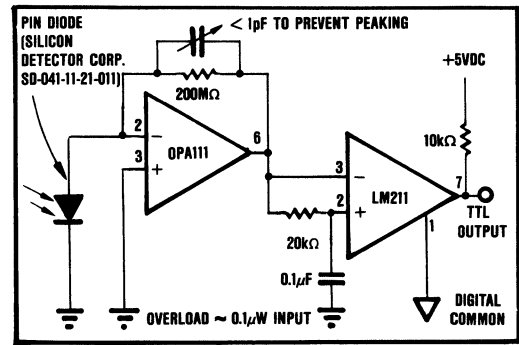 PIN DIODE
(SILICON
DETECTOR CORP.
SD-041-11-21-011)
< 1pF TO PREVENT PEAKING
200MΩ
+5VDC
10kΩ
2
−
3
+
OPA111
6
3
−
2
+
LM211
7
1
TTL
OUTPUT
20kΩ
0.1μF
DIGITAL
COMMON
OVERLOAD ~ 0.1μW INPUT